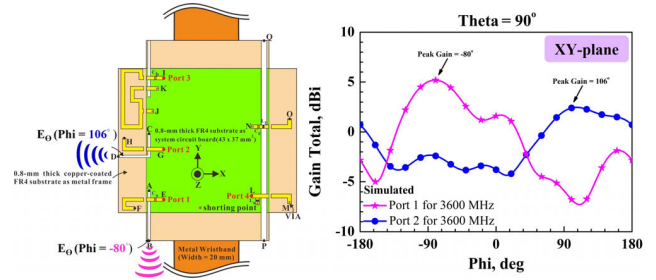 O
I
Port 3
K
J
Q
C
N
0.8-mm thick FR4 substrate as
system circuit board(43 x 37 mm²)
E_O (Phi = 106°)
H
Port 2
D
G
Y
X
Z
0.8-mm thick copper-coated
FR4 substrate as metal frame
A
E
Port 1
F
Port 4
L
M
VIA
•shorting point
B
P
E_O (Phi = -80°)
Metal Wristband
(Width = 20 mm)
Theta = 90°
XY-plane
Peak Gain = -80°
Peak Gain = 106°
Gain Total, dBi
10
5
0
-5
-10
Simulated
Port 1 for 3600 MHz
Port 2 for 3600 MHz
-180 -90 0 90 180
Phi, deg